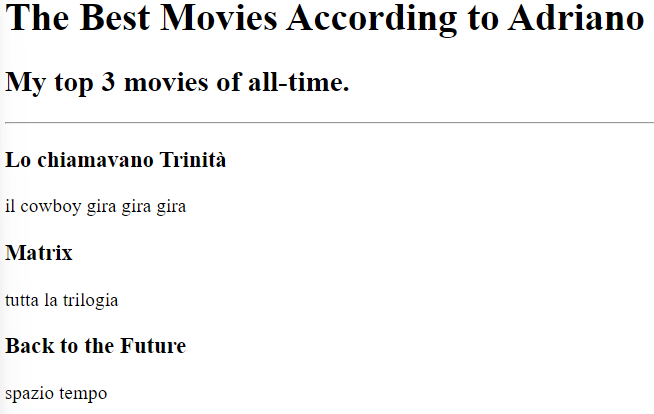 The Best Movies According to Adriano
My top 3 movies of all-time.
Lo chiamavano Trinità
il cowboy gira gira gira
Matrix
tutta la trilogia
Back to the Future
spazio tempo